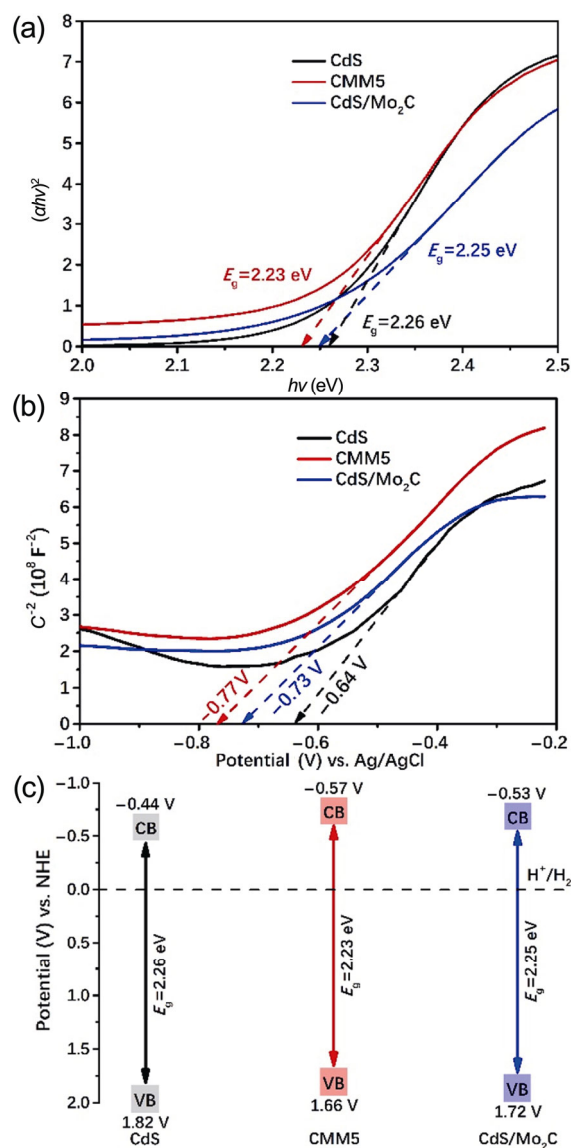 (a)
8
7
6
5
4
3
2
1
0
(αhν)²
CdS
CMM5
CdS/Mo₂C
E_g=2.23 eV
E_g=2.25 eV
E_g=2.26 eV
2.0 2.1 2.2 2.3 2.4 2.5
hν (eV)
(b)
9
8
7
6
5
4
3
2
1
0
C⁻² (10⁸ F⁻²)
CdS
CMM5
CdS/Mo₂C
−0.77 V
−0.73 V
−0.64 V
−1.0 −0.8 −0.6 −0.4 −0.2
Potential (V) vs. Ag/AgCl
(c)
−1.0
−0.5
0.0
0.5
1.0
1.5
2.0
Potential (V) vs. NHE
−0.44 V −0.57 V −0.53 V
CB CB CB
H⁺/H₂
E_g=2.26 eV E_g=2.23 eV E_g=2.25 eV
VB VB VB
1.82 V 1.66 V 1.72 V
CdS CMM5 CdS/Mo₂C